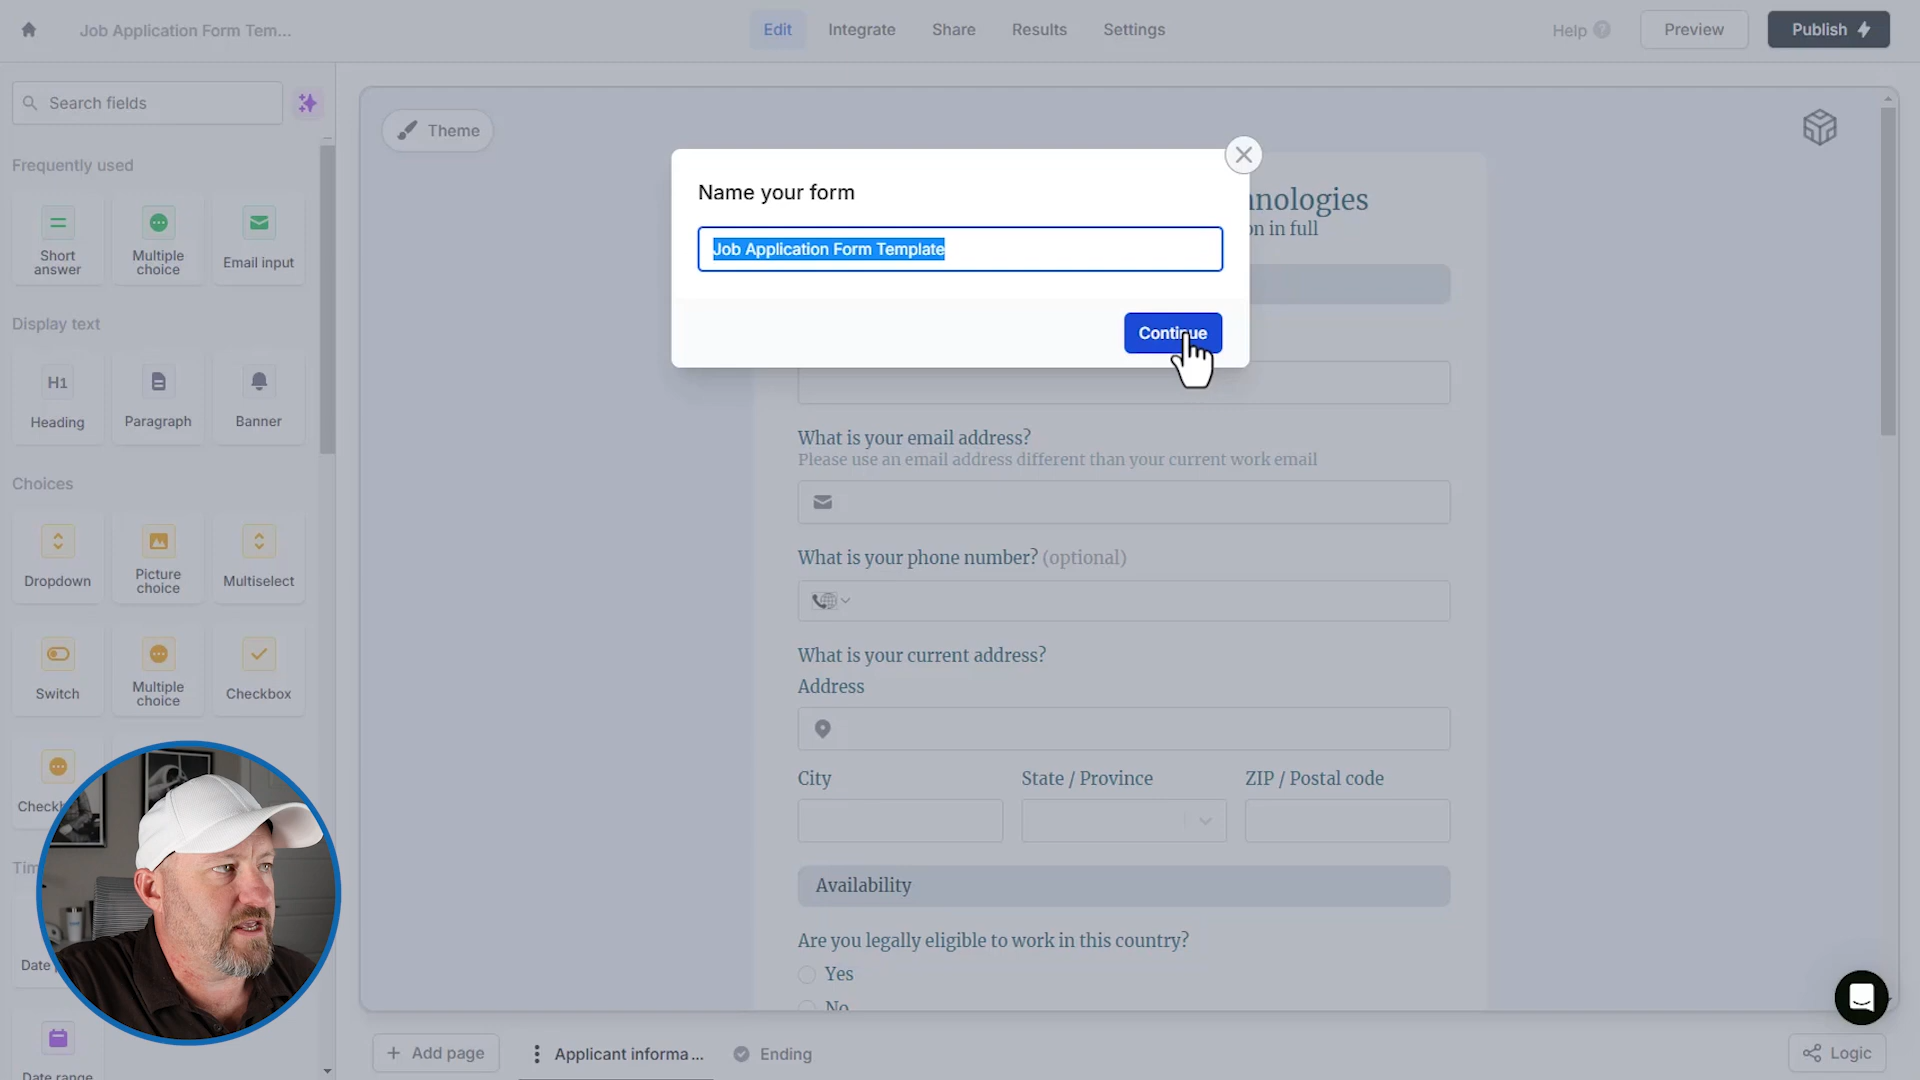 Job Application Form Tem...
Edit
Integrate
Share
Results
Settings
Help ?
Preview
Publish
Search fields
Theme
Frequently used
Short answer
Multiple choice
Email input
Display text
H1
Heading
Paragraph
Banner
Choices
Dropdown
Picture choice
Multiselect
Switch
Multiple choice
Checkbox
Date
Date range
Name your form
Job Application Form Template
Continue
nologies
on in full
What is your email address?
Please use an email address different than your current work email
What is your phone number? (optional)
What is your current address?
Address
City
State / Province
ZIP / Postal code
Availability
Are you legally eligible to work in this country?
Yes
No
Add page
Applicant informa...
Ending
Logic